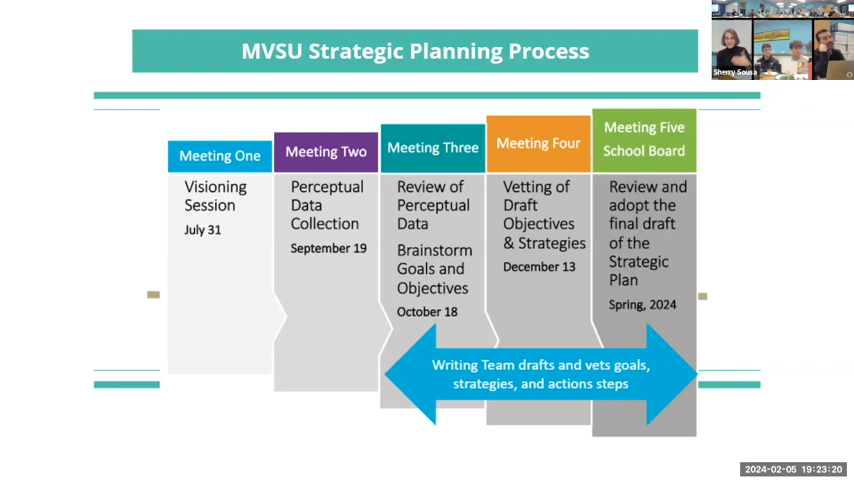 MVSU Strategic Planning Process
Sherry Sousa
Meeting One
Visioning
Session
July 31
Meeting Two
Perceptual
Data
Collection
September 19
Meeting Three
Review of
Perceptual
Data
Brainstorm
Goals and
Objectives
October 18
Meeting Four
Vetting of
Draft
Objectives
& Strategies
December 13
Meeting Five
School Board
Review and
adopt the
final draft
of the
Strategic
Plan
Spring, 2024
Writing Team drafts and vets goals,
strategies, and actions steps
2024-02-05 19:23:20